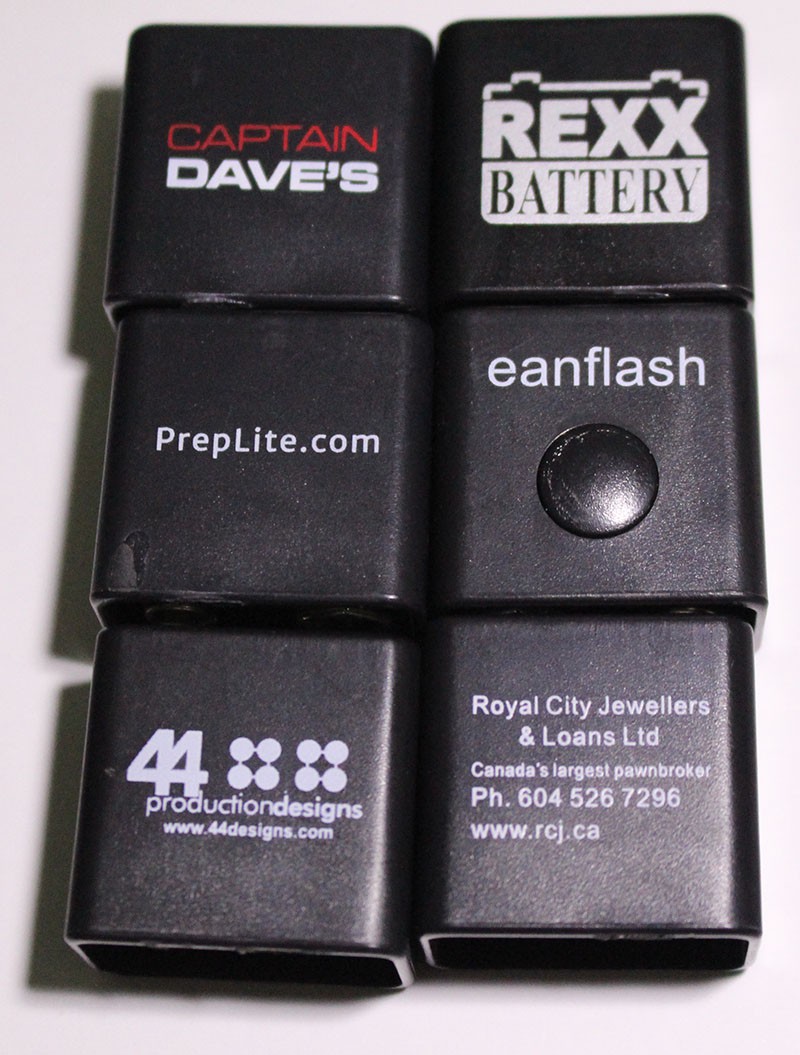 CAPTAIN
DAVE'S
REXX
BATTERY
PrepLite.com
eanflash
44
productiondesigns
www.44designs.com
Royal City Jewellers
& Loans Ltd
Canada's largest pawnbroker
Ph. 604 526 7296
www.rcj.ca